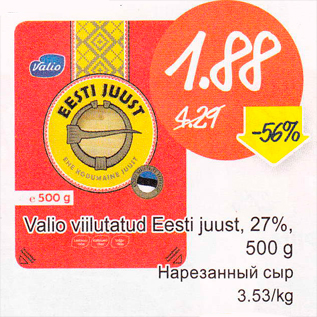 Valio
EESTI JUUST
EHE KODUMAINE JUUST
e 500 g
1.88
4.29
-56%
Valio viilutatud Eesti juust, 27%,
500 g
Нарезанный сыр
3.53/kg